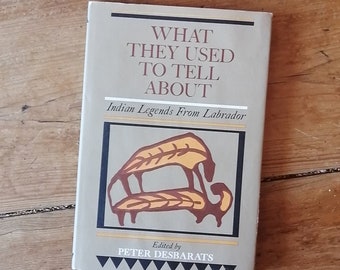 WHAT
THEY USED
TO TELL
ABOUT
Indian Legends From Labrador
Edited by
PETER DESBARATS